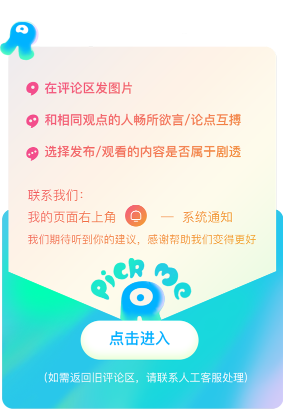 在评论区发图片
和相同观点的人畅所欲言/论点互搏
选择发布/观看的内容是否属于剧透
联系我们：
我的页面右上角 — 系统通知
我们期待听到你的建议，感谢帮助我们变得更好
PicK Me
点击进入
（如需返回旧评论区，请联系人工客服处理）